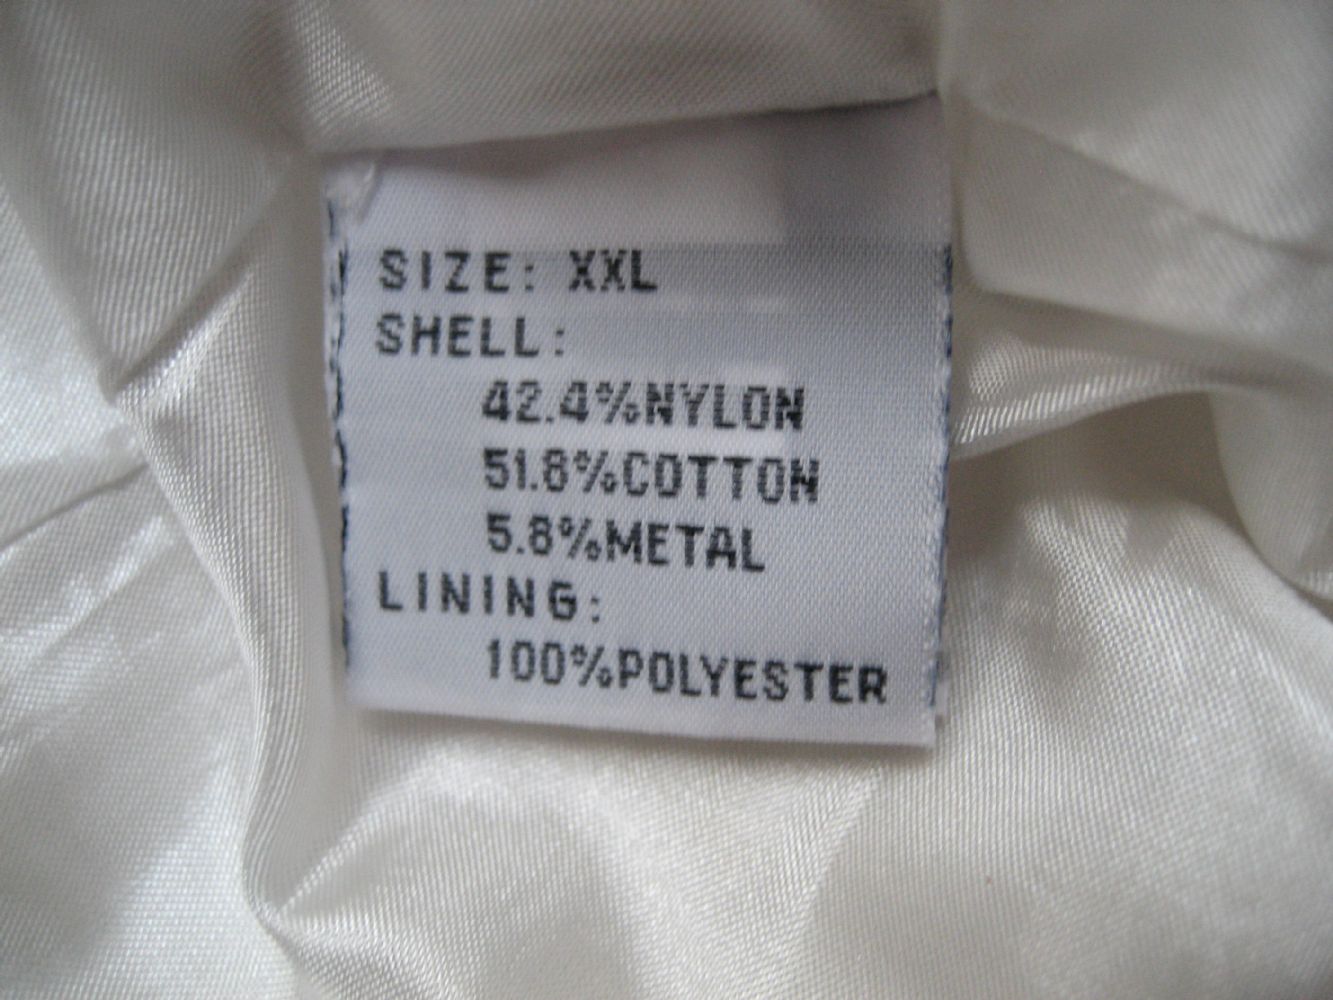 SIZE: XXL
SHELL:
42.4%NYLON
51.8%COTTON
5.8%METAL
LINING:
100%POLYESTER